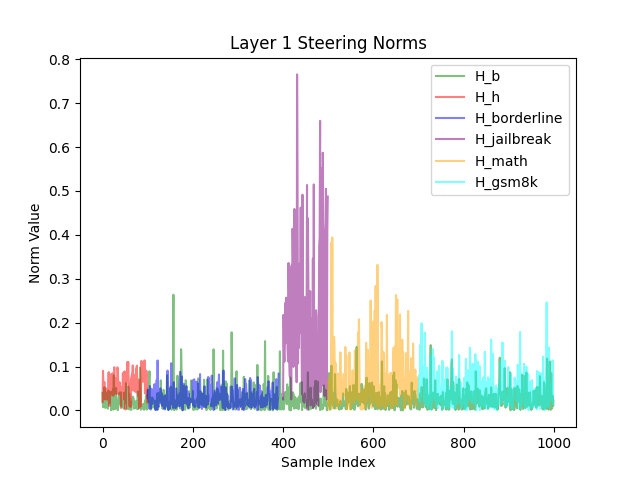 Layer 1 Steering Norms
0.8
0.7
0.6
0.5
0.4
0.3
0.2
0.1
0.0
Norm Value
H_b
H_h
H_borderline
H_jailbreak
H_math
H_gsm8k
0 200 400 600 800 1000
Sample Index